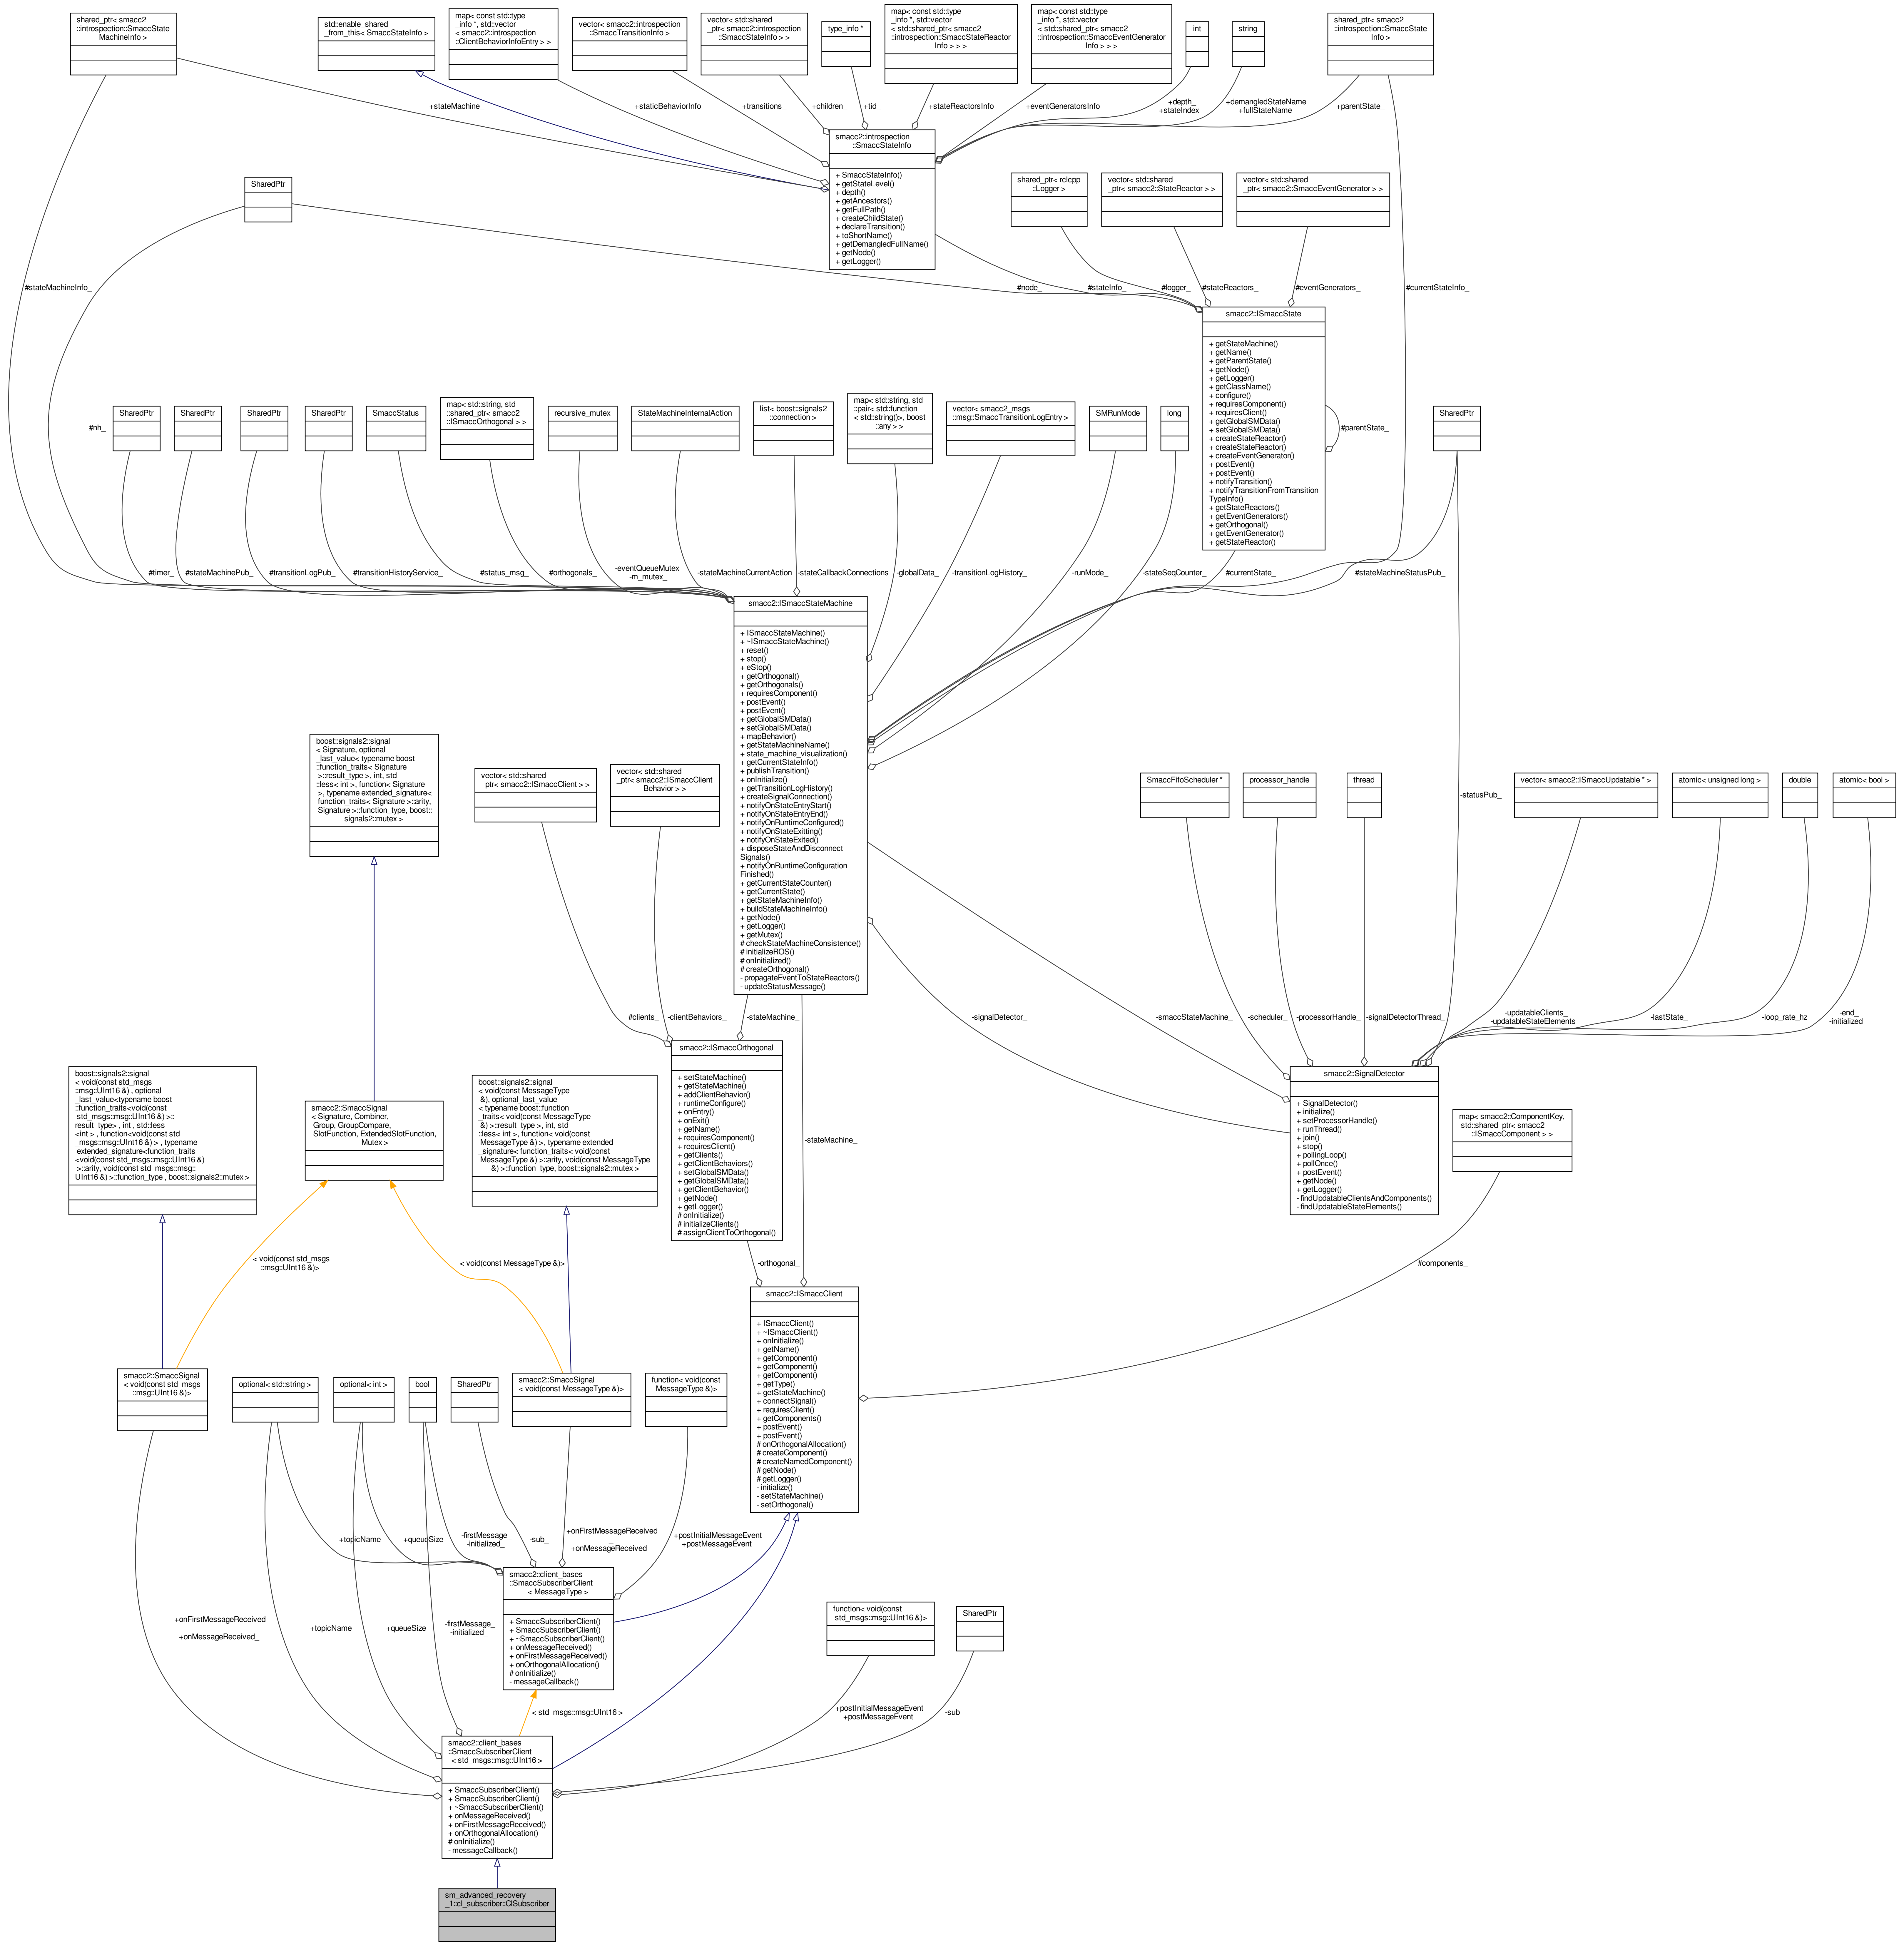 shared_ptr< smacc2
::introspection::SmaccState
MachineInfo >
std::enable_shared
_from_this< SmaccStateInfo >
map< const std::type
_info *, std::vector
< smacc2::introspection
::ClientBehaviorInfoEntry > >
vector< smacc2::introspection
::SmaccTransitionInfo >
vector< std::shared
_ptr< smacc2::introspection
::SmaccStateInfo > >
type_info *
map< const std::type
_info *, std::vector
< std::shared_ptr< smacc2
::introspection::SmaccStateReactor
Info > > >
map< const std::type
_info *, std::vector
< std::shared_ptr< smacc2
::introspection::SmaccEventGenerator
Info > > >
int
string
shared_ptr< smacc2
::introspection::SmaccState
Info >
+stateMachine_
+staticBehaviorInfo
+transitions_
+children_
+tid_
+stateReactorsInfo
+eventGeneratorsInfo
+depth_
+stateIndex_
+demangledStateName
+fullStateName
+parentState_
smacc2::introspection
::SmaccStateInfo
+ SmaccStateInfo()
+ getStateLevel()
+ depth()
+ getAncestors()
+ getFullPath()
+ createChildState()
+ declareTransition()
+ toShortName()
+ getDemangledFullName()
+ getNode()
+ getLogger()
SharedPtr
shared_ptr< rclcpp
::Logger >
vector< std::shared
_ptr< smacc2::StateReactor > >
vector< std::shared
_ptr< smacc2::SmaccEventGenerator > >
#stateMachineInfo_
#node_
#stateInfo_
#logger_
#stateReactors_
#eventGenerators_
#currentStateInfo_
smacc2::ISmaccState
+ getStateMachine()
+ getName()
+ getParentState()
+ getNode()
+ getLogger()
+ getClassName()
+ configure()
+ requiresComponent()
+ requiresClient()
+ getGlobalSMData()
+ setGlobalSMData()
+ createStateReactor()
+ createStateReactor()
+ createEventGenerator()
+ postEvent()
+ postEvent()
+ notifyTransition()
+ notifyTransitionFromTransition
TypeInfo()
+ getStateReactors()
+ getEventGenerators()
+ getOrthogonal()
+ getEventGenerator()
+ getStateReactor()
#parentState_
#nh_
SharedPtr
SharedPtr
SharedPtr
SharedPtr
SmaccStatus
map< std::string, std
::shared_ptr< smacc2
::ISmaccOrthogonal > >
recursive_mutex
StateMachineInternalAction
list< boost::signals2
::connection >
map< std::string, std
::pair< std::function
< std::string()>, boost
::any > >
vector< smacc2_msgs
::msg::SmaccTransitionLogEntry >
SMRunMode
long
SharedPtr
#timer_
#stateMachinePub_
#transitionLogPub_
#transitionHistoryService_
#status_msg_
#orthogonals_
-eventQueueMutex_
-m_mutex_
-stateMachineCurrentAction
-stateCallbackConnections
-globalData_
-transitionLogHistory_
-runMode_
-stateSeqCounter_
#currentState_
#stateMachineStatusPub_
smacc2::ISmaccStateMachine
+ ISmaccStateMachine()
+ ~ISmaccStateMachine()
+ reset()
+ stop()
+ eStop()
+ getOrthogonal()
+ getOrthogonals()
+ requiresComponent()
+ postEvent()
+ postEvent()
+ getGlobalSMData()
+ setGlobalSMData()
+ mapBehavior()
+ getStateMachineName()
+ state_machine_visualization()
+ getCurrentStateInfo()
+ publishTransition()
+ onInitialize()
+ getTransitionLogHistory()
+ createSignalConnection()
+ notifyOnStateEntryStart()
+ notifyOnStateEntryEnd()
+ notifyOnRuntimeConfigured()
+ notifyOnStateExitting()
+ notifyOnStateExited()
+ disposeStateAndDisconnect
Signals()
+ notifyOnRuntimeConfiguration
Finished()
+ getCurrentStateCounter()
+ getCurrentState()
+ getStateMachineInfo()
+ buildStateMachineInfo()
+ getNode()
+ getLogger()
+ getMutex()
# checkStateMachineConsistence()
# initializeROS()
# onInitialized()
# createOrthogonal()
- propagateEventToStateReactors()
- updateStatusMessage()
boost::signals2::signal
< Signature, optional
_last_value< typename boost
::function_traits< Signature
>::result_type >, int, std
::less< int >, function< Signature
>, typename extended_signature<
function_traits< Signature >::arity,
Signature >::function_type, boost::
signals2::mutex >
vector< std::shared
_ptr< smacc2::ISmaccClient > >
vector< std::shared
_ptr< smacc2::ISmaccClient
Behavior > >
SmaccFifoScheduler *
processor_handle
thread
vector< smacc2::ISmaccUpdatable * >
atomic< unsigned long >
double
atomic< bool >
-statusPub_
#clients_
-clientBehaviors_
-stateMachine_
-signalDetector_
-smaccStateMachine_
-scheduler_
-processorHandle_
-signalDetectorThread_
-updatableClients_
-updatableStateElements_
-lastState_
-loop_rate_hz
-end_
-initialized_
smacc2::ISmaccOrthogonal
+ setStateMachine()
+ getStateMachine()
+ addClientBehavior()
+ runtimeConfigure()
+ onEntry()
+ onExit()
+ getName()
+ requiresComponent()
+ requiresClient()
+ getClients()
+ getClientBehaviors()
+ setGlobalSMData()
+ getGlobalSMData()
+ getClientBehavior()
+ getNode()
+ getLogger()
# onInitialize()
# initializeClients()
# assignClientToOrthogonal()
smacc2::SignalDetector
+ SignalDetector()
+ initialize()
+ setProcessorHandle()
+ runThread()
+ join()
+ stop()
+ pollingLoop()
+ pollOnce()
+ postEvent()
+ getNode()
+ getLogger()
- findUpdatableClientsAndComponents()
- findUpdatableStateElements()
map< smacc2::ComponentKey,
std::shared_ptr< smacc2
::ISmaccComponent > >
boost::signals2::signal
< void(const std_msgs
::msg::UInt16 &) , optional
_last_value<typename boost
::function_traits<void(const
std_msgs::msg::UInt16 &) >::
result_type> , int , std::less
<int > , function<void(const std
_msgs::msg::UInt16 &) > , typename
extended_signature<function_traits
<void(const std_msgs::msg::UInt16 &)
>::arity, void(const std_msgs::msg::
UInt16 &) >::function_type , boost::signals2::mutex >
smacc2::SmaccSignal
< Signature, Combiner,
Group, GroupCompare,
SlotFunction, ExtendedSlotFunction,
Mutex >
boost::signals2::signal
< void(const MessageType
&), optional_last_value
< typename boost::function
_traits< void(const MessageType
&) >::result_type >, int, std
::less< int >, function< void(const
MessageType &) >, typename extended
_signature< function_traits< void(const
MessageType &) >::arity, void(const MessageType
&) >::function_type, boost::signals2::mutex >
-stateMachine_
< void(const std_msgs
::msg::UInt16 &)>
< void(const MessageType &)>
-orthogonal_
#components_
smacc2::ISmaccClient
+ ISmaccClient()
+ ~ISmaccClient()
+ onInitialize()
+ getName()
+ getComponent()
+ getComponent()
+ getComponent()
+ getType()
+ getStateMachine()
+ connectSignal()
+ requiresClient()
+ getComponents()
+ postEvent()
+ postEvent()
# onOrthogonalAllocation()
# createComponent()
# createNamedComponent()
# getNode()
# getLogger()
- initialize()
- setStateMachine()
- setOrthogonal()
smacc2::SmaccSignal
< void(const std_msgs
::msg::UInt16 &)>
optional< std::string >
optional< int >
bool
SharedPtr
smacc2::SmaccSignal
< void(const MessageType &)>
function< void(const
MessageType &)>
+topicName
+queueSize
-firstMessage_
-initialized_
-sub_
+onFirstMessageReceived
_
+onMessageReceived_
+postInitialMessageEvent
+postMessageEvent
smacc2::client_bases
::SmaccSubscriberClient
< MessageType >
+ SmaccSubscriberClient()
+ SmaccSubscriberClient()
+ ~SmaccSubscriberClient()
+ onMessageReceived()
+ onFirstMessageReceived()
+ onOrthogonalAllocation()
# onInitialize()
- messageCallback()
function< void(const
std_msgs::msg::UInt16 &)>
SharedPtr
+onFirstMessageReceived
_
+onMessageReceived_
+topicName
+queueSize
-firstMessage_
-initialized_
< std_msgs::msg::UInt16 >
+postInitialMessageEvent
+postMessageEvent
-sub_
smacc2::client_bases
::SmaccSubscriberClient
< std_msgs::msg::UInt16 >
+ SmaccSubscriberClient()
+ SmaccSubscriberClient()
+ ~SmaccSubscriberClient()
+ onMessageReceived()
+ onFirstMessageReceived()
+ onOrthogonalAllocation()
# onInitialize()
- messageCallback()
sm_advanced_recovery
_1::cl_subscriber::ClSubscriber